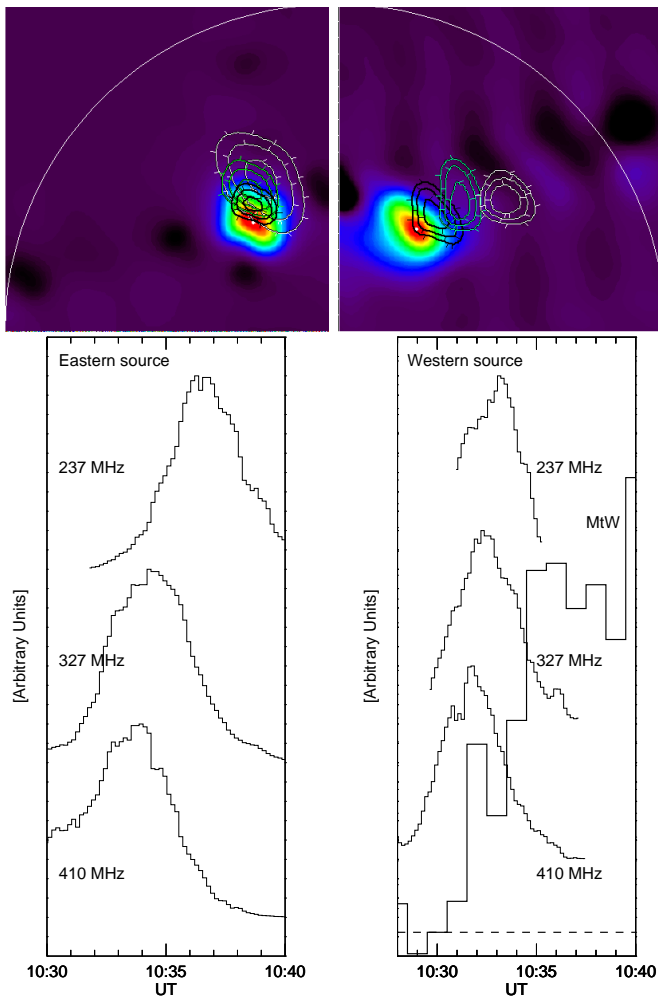 Eastern source
237 MHz
327 MHz
410 MHz
[Arbitrary Units]
10:30
10:35
10:40
UT
Western source
237 MHz
MtW
327 MHz
410 MHz
[Arbitrary Units]
10:30
10:35
10:40
UT